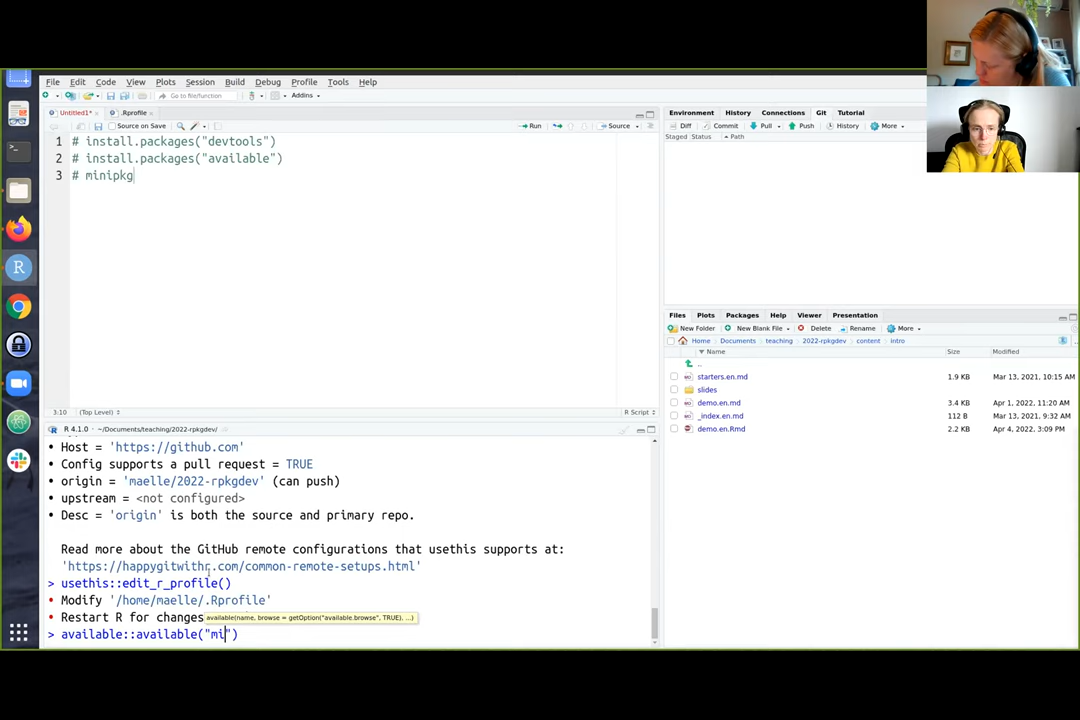 File Edit Code View Plots Session Build Debug Profile Tools Help
Go to file/function Addins
Untitled1* .Rprofile
Source on Save Run Source
1 # install.packages("devtools")
2 # install.packages("available")
3 # minipkg
3:10 (Top Level) R Script
R 4.1.0 · ~/Documents/teaching/2022-rpkgdev/
• Host = 'https://github.com'
• Config supports a pull request = TRUE
• origin = 'maelle/2022-rpkgdev' (can push)
• upstream = <not configured>
• Desc = 'origin' is both the source and primary repo.
Read more about the GitHub remote configurations that usethis supports at:
'https://happygitwithr.com/common-remote-setups.html'
> usethis::edit_r_profile()
• Modify '/home/maelle/.Rprofile'
• Restart R for changes
available(name, browse = getOption("available.browse", TRUE), ...)
> available::available("mi")
Environment History Connections Git Tutorial
Diff Commit Pull Push History More
Staged Status Path
Files Plots Packages Help Viewer Presentation
New Folder New Blank File Delete Rename More
Home Documents teaching 2022-rpkgdev content intro
Name Size Modified
..
starters.en.md 1.9 KB Mar 13, 2021, 10:15 AM
slides
demo.en.md 3.4 KB Apr 1, 2022, 11:20 AM
_index.en.md 112 B Mar 13, 2021, 9:32 AM
demo.en.Rmd 2.2 KB Apr 4, 2022, 3:09 PM